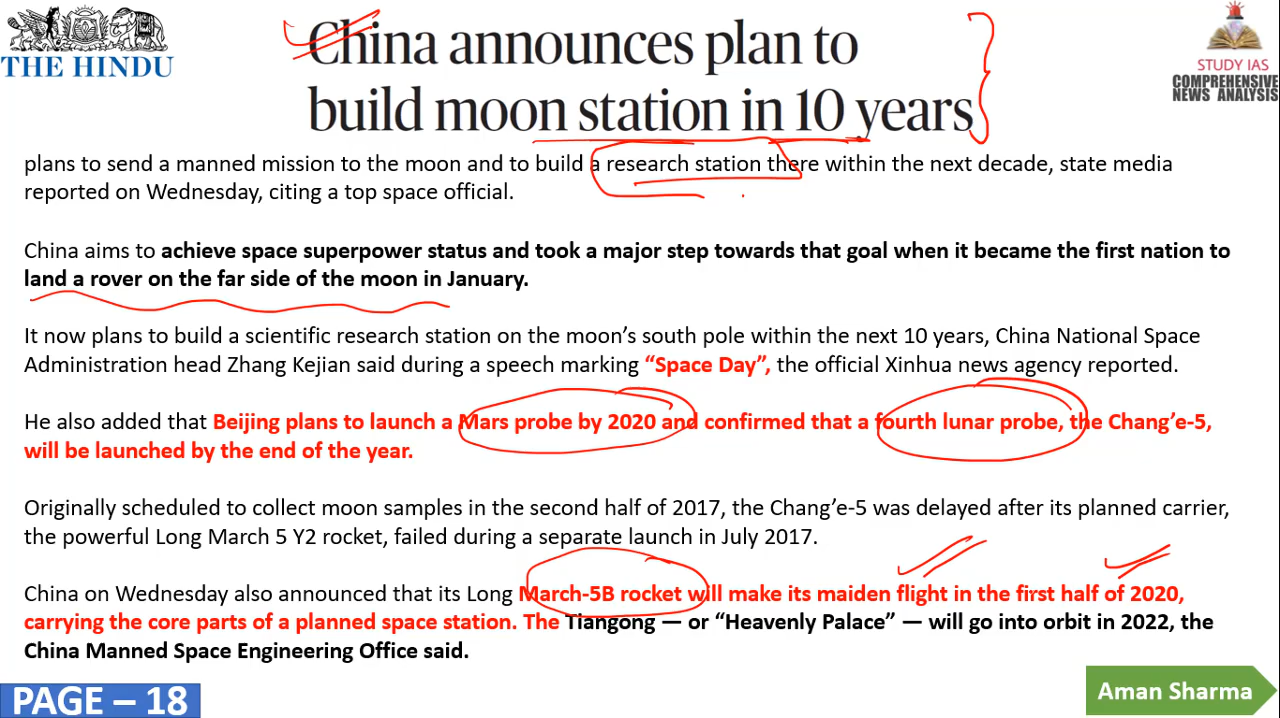 THE HINDU
China announces plan to
build moon station in 10 years
STUDY IAS
COMPREHENSIVE
NEWS ANALYSIS
plans to send a manned mission to the moon and to build a research station there within the next decade, state media
reported on Wednesday, citing a top space official.
China aims to achieve space superpower status and took a major step towards that goal when it became the first nation to
land a rover on the far side of the moon in January.
It now plans to build a scientific research station on the moon’s south pole within the next 10 years, China National Space
Administration head Zhang Kejian said during a speech marking “Space Day”, the official Xinhua news agency reported.
He also added that Beijing plans to launch a Mars probe by 2020 and confirmed that a fourth lunar probe, the Chang’e-5,
will be launched by the end of the year.
Originally scheduled to collect moon samples in the second half of 2017, the Chang’e-5 was delayed after its planned carrier,
the powerful Long March 5 Y2 rocket, failed during a separate launch in July 2017.
China on Wednesday also announced that its Long March-5B rocket will make its maiden flight in the first half of 2020,
carrying the core parts of a planned space station. The Tiangong — or “Heavenly Palace” — will go into orbit in 2022, the
China Manned Space Engineering Office said.
PAGE – 18
Aman Sharma